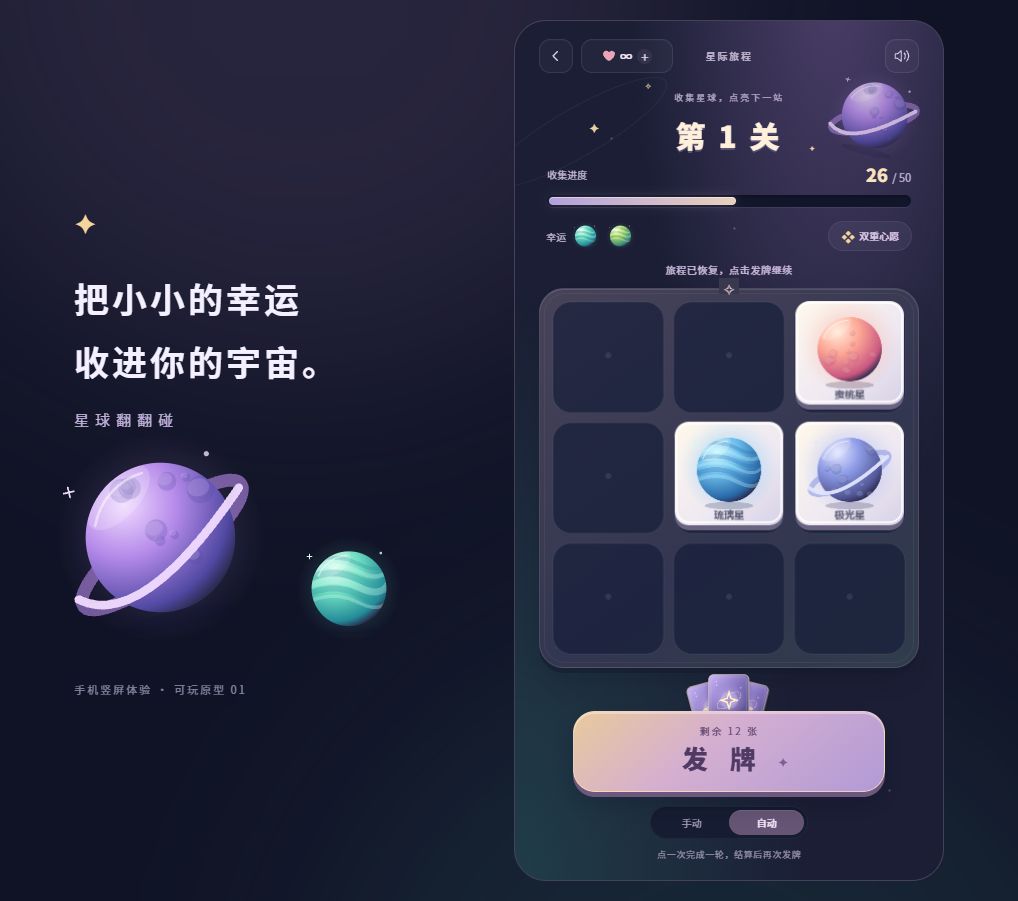 把小小的幸运
收进你的宇宙。
星球翻翻碰
手机竖屏体验 · 可玩原型 01
∞ +
星际旅程
收集星球，点亮下一站
第 1 关
收集进度
26 / 50
幸运
双重心愿
旅程已恢复，点击发牌继续
蜜桃星
琉璃星
极光星
剩余 12 张
发 牌
手动
自动
点一次完成一轮，结算后再次发牌